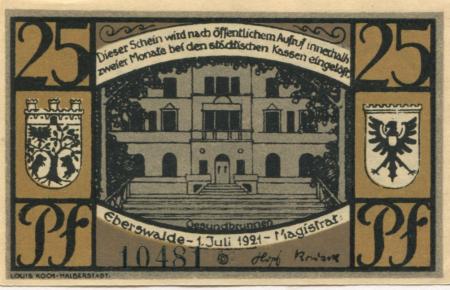 25
25
Dieser Schein wird nach öffentlichem Aufruf innerhalb
zweier Monate bei den städtischen Kassen eingelöst
Gesundbrunnen
Eberswalde - 1. Juli 1921 - Magistrat:
Pf
Pf
10481
LOUIS KOCH-HALBERSTADT.